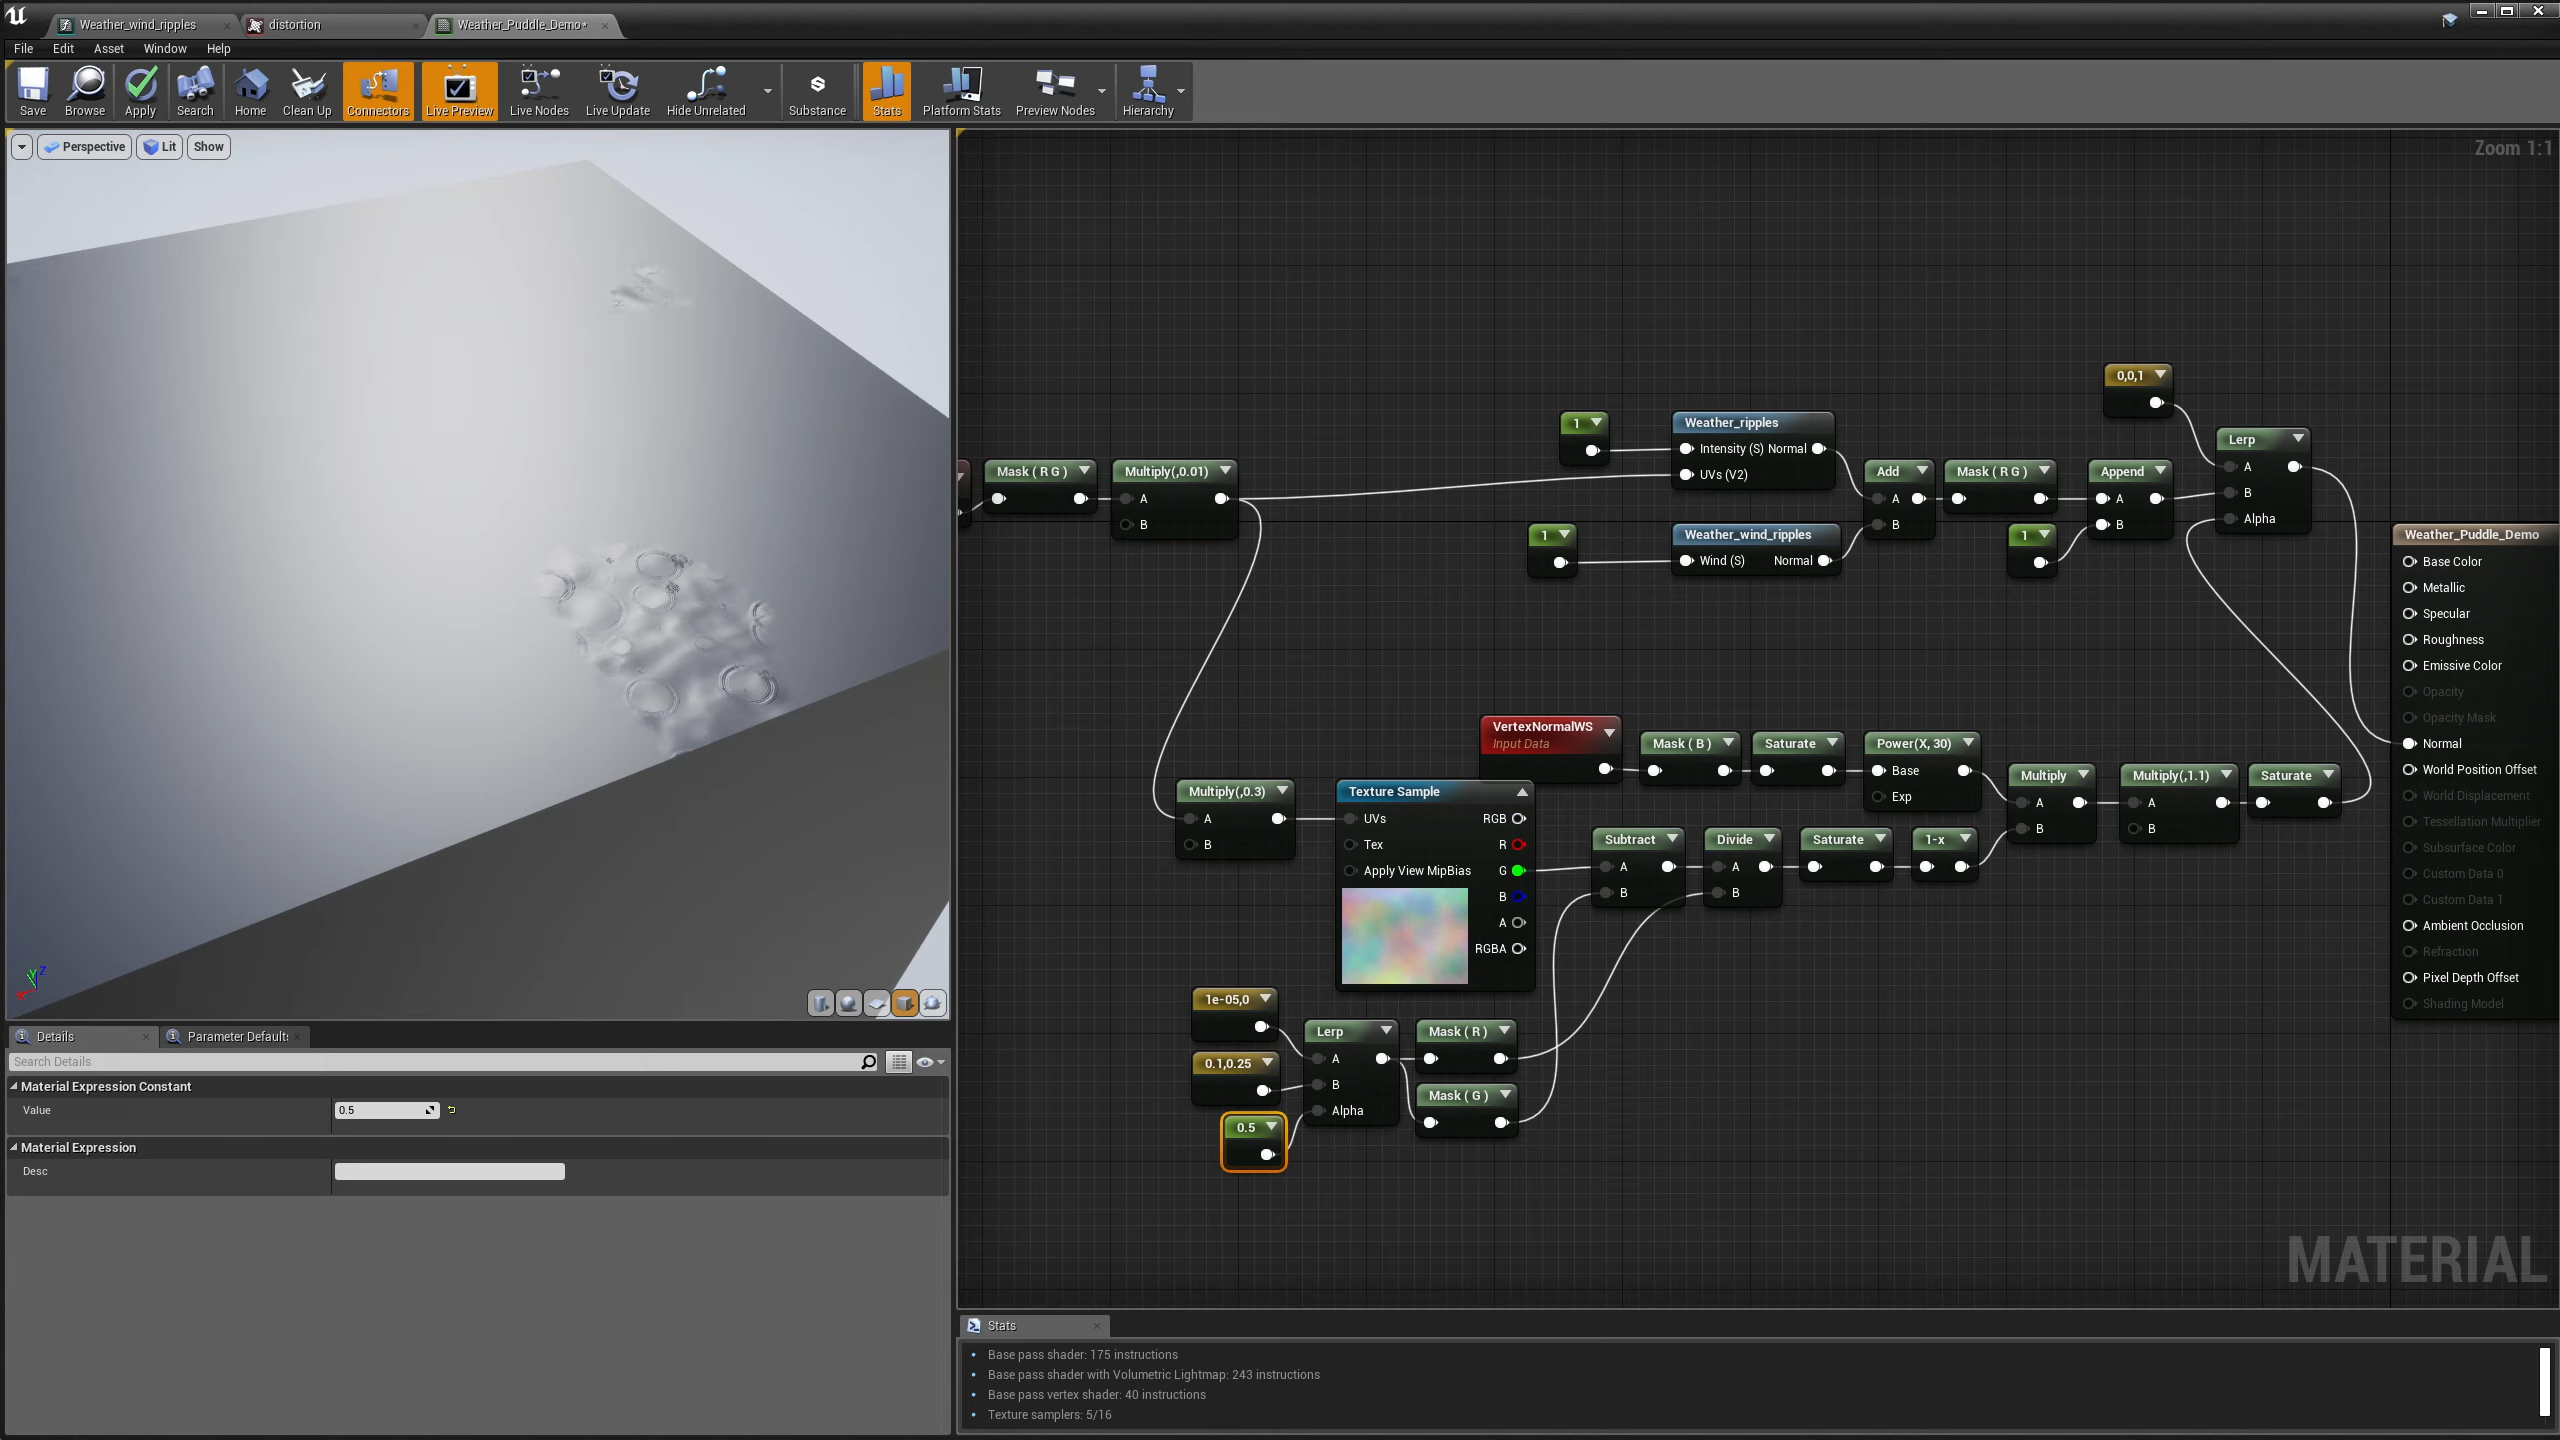 Weather_wind_ripples
distortion
Weather_Puddle_Demo*
File Edit Asset Window Help
Save Browse Apply Search Home Clean Up Connectors Live Preview Live Nodes Live Update Hide Unrelated Substance Stats Platform Stats Preview Nodes Hierarchy
Perspective Lit Show
Zoom 1:1
0,0,1
1
Weather_ripples
Intensity (S) Normal
UVs (V2)
Lerp
A
B
Alpha
Mask ( R G )
Multiply(,0.01)
A
B
Add
A
B
Mask ( R G )
Append
A
B
1
Weather_wind_ripples
Wind (S) Normal
1
Weather_Puddle_Demo
Base Color
Metallic
Specular
Roughness
Emissive Color
Opacity
Opacity Mask
Normal
World Position Offset
World Displacement
Tessellation Multiplier
Subsurface Color
Custom Data 0
Custom Data 1
Ambient Occlusion
Refraction
Pixel Depth Offset
Shading Model
VertexNormalWS
Input Data
Mask ( B )
Saturate
Power(X, 30)
Base
Exp
Multiply
A
B
Multiply(,1.1)
A
B
Saturate
Multiply(,0.3)
A
B
Texture Sample
UVs RGB
Tex R
Apply View MipBias G
B
A
RGBA
Subtract
A
B
Divide
A
B
Saturate
1-x
1e-05,0
0.1,0.25
0.5
Lerp
A
B
Alpha
Mask ( R )
Mask ( G )
MATERIAL
Y Z
Details
Parameter Default
Search Details
Material Expression Constant
Value 0.5
Material Expression
Desc
Stats
Base pass shader: 175 instructions
Base pass shader with Volumetric Lightmap: 243 instructions
Base pass vertex shader: 40 instructions
Texture samplers: 5/16